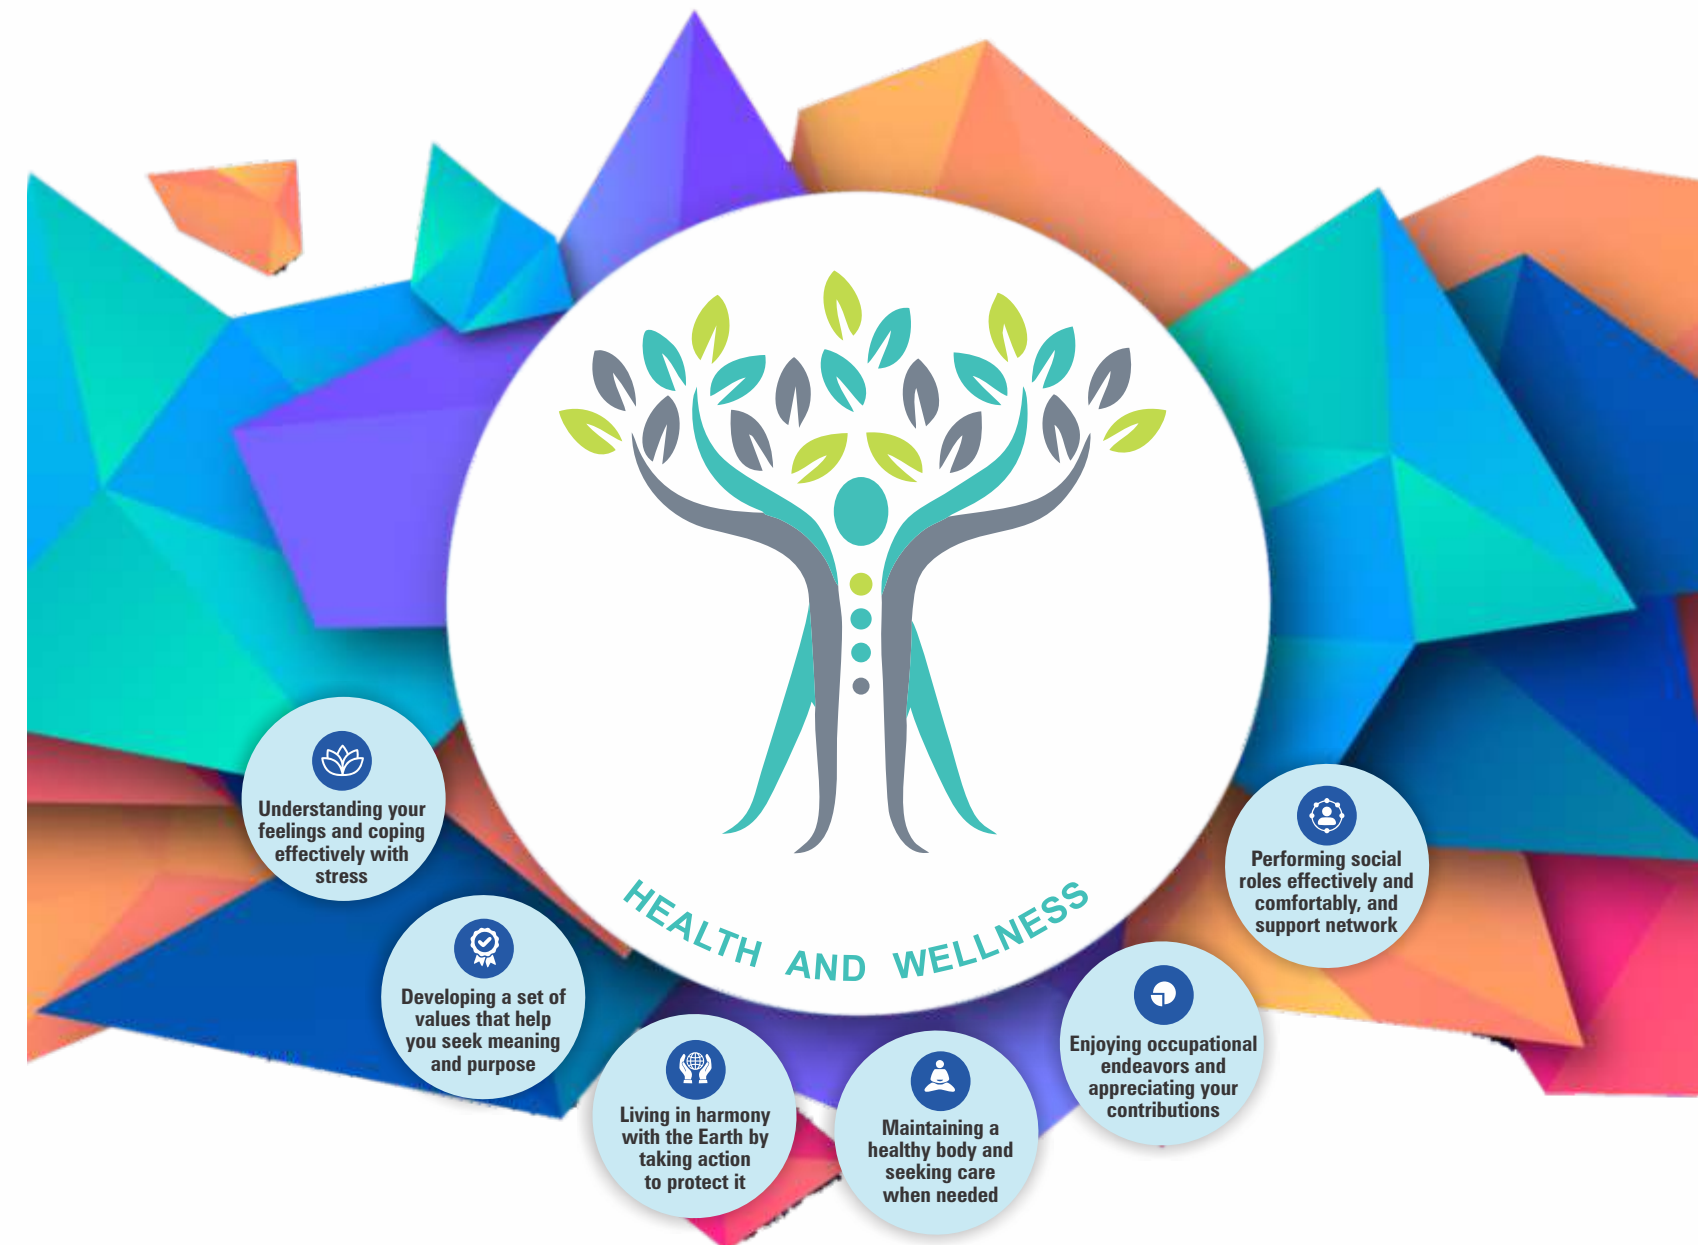 HEALTH AND WELLNESS
Understanding your
feelings and coping
effectively with
stress
Developing a set of
values that help
you seek meaning
and purpose
Living in harmony
with the Earth by
taking action
to protect it
Maintaining a
healthy body and
seeking care
when needed
Enjoying occupational
endeavors and
appreciating your
contributions
Performing social
roles effectively and
comfortably, and
support network